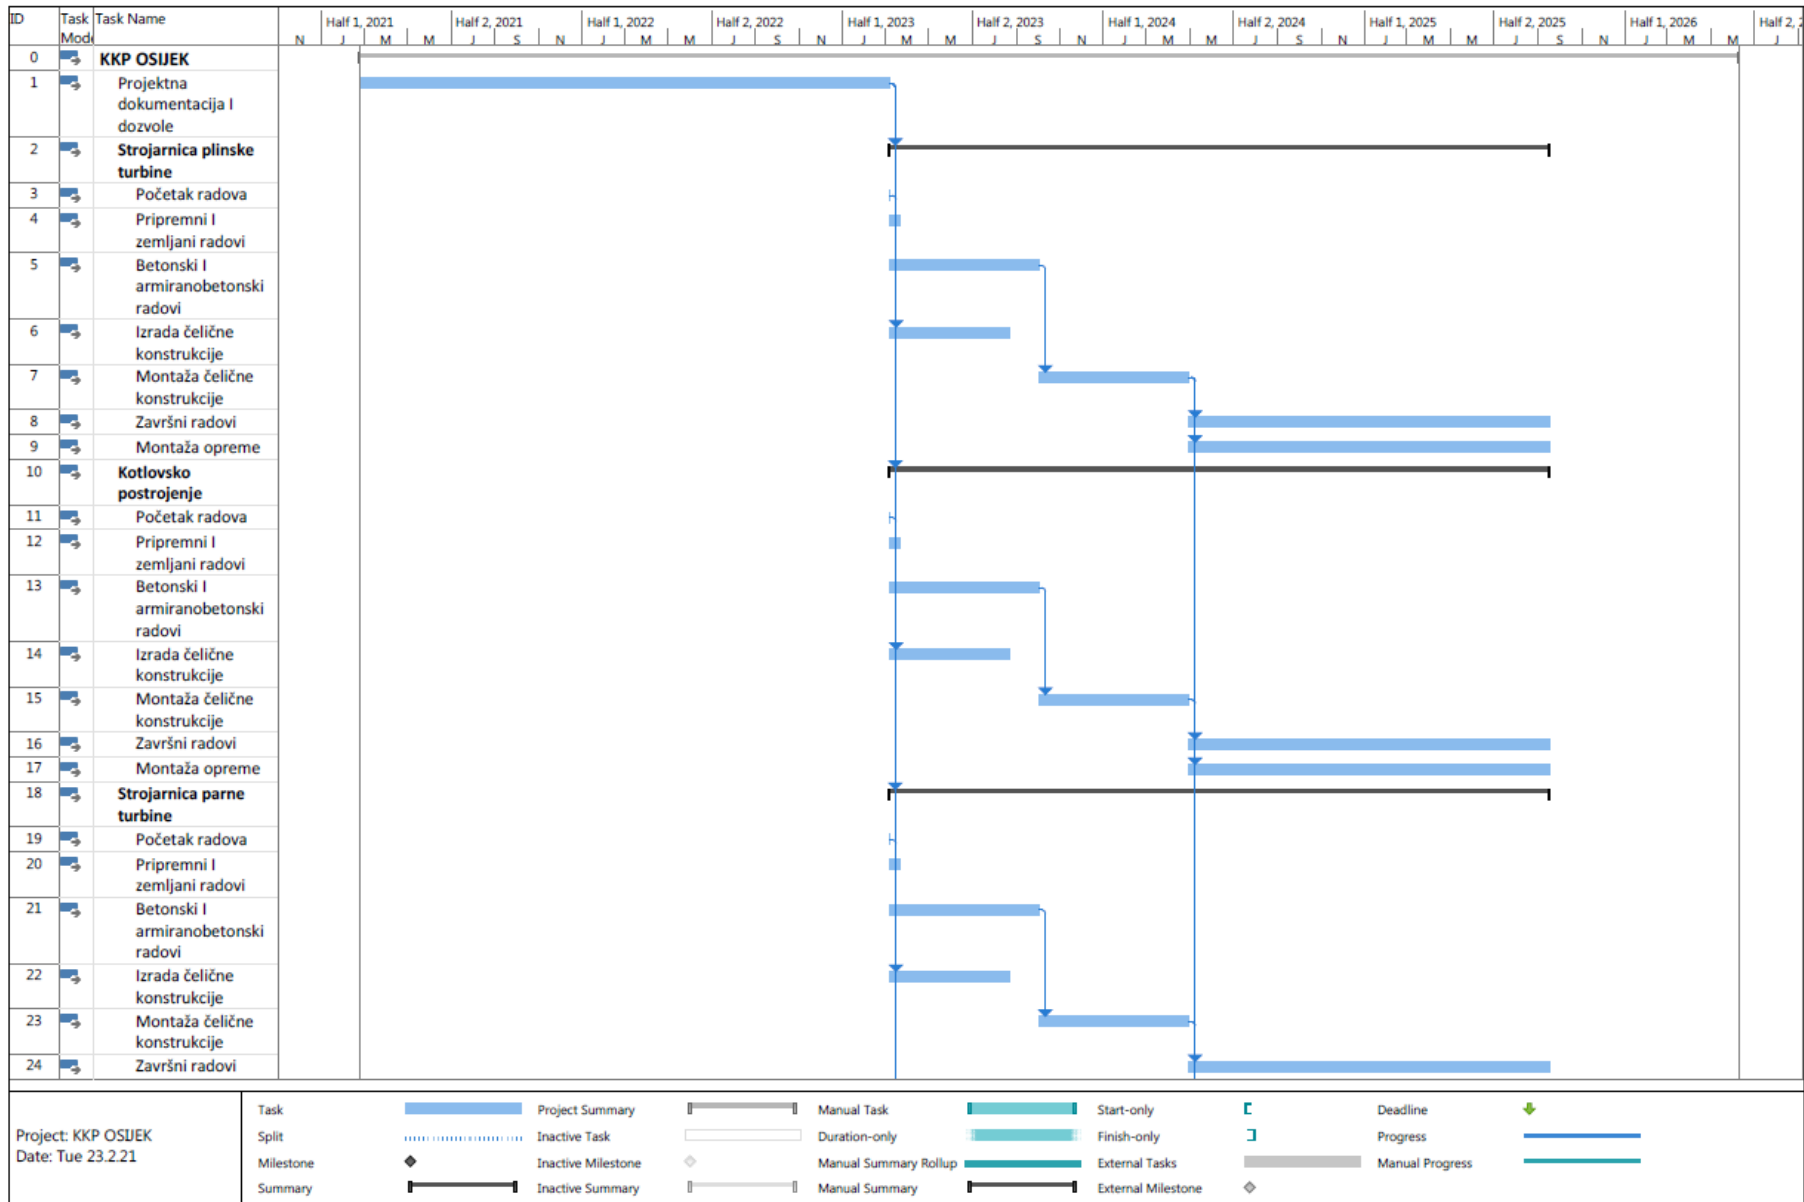 ID Task Mode Task Name Half 1, 2021 Half 2, 2021 Half 1, 2022 Half 2, 2022 Half 1, 2023 Half 2, 2023 Half 1, 2024 Half 2, 2024 Half 1, 2025 Half 2, 2025 Half 1, 2026 Half 2, 2
N J M M J S N J M M J S N J M M J S N J M M J S N J M M J S N J M M J
0 KKP OSIJEK
1 Projektna
dokumentacija I
dozvole
2 Strojarnica plinske
turbine
3 Početak radova
4 Pripremni I
zemljani radovi
5 Betonski I
armiranobetonski
radovi
6 Izrada čelične
konstrukcije
7 Montaža čelične
konstrukcije
8 Završni radovi
9 Montaža opreme
10 Kotlovsko
postrojenje
11 Početak radova
12 Pripremni I
zemljani radovi
13 Betonski I
armiranobetonski
radovi
14 Izrada čelične
konstrukcije
15 Montaža čelične
konstrukcije
16 Završni radovi
17 Montaža opreme
18 Strojarnica parne
turbine
19 Početak radova
20 Pripremni I
zemljani radovi
21 Betonski I
armiranobetonski
radovi
22 Izrada čelične
konstrukcije
23 Montaža čelične
konstrukcije
24 Završni radovi
Project: KKP OSIJEK
Date: Tue 23.2.21
Task Project Summary Manual Task Start-only Deadline
Split Inactive Task Duration-only Finish-only Progress
Milestone Inactive Milestone Manual Summary Rollup External Tasks Manual Progress
Summary Inactive Summary Manual Summary External Milestone